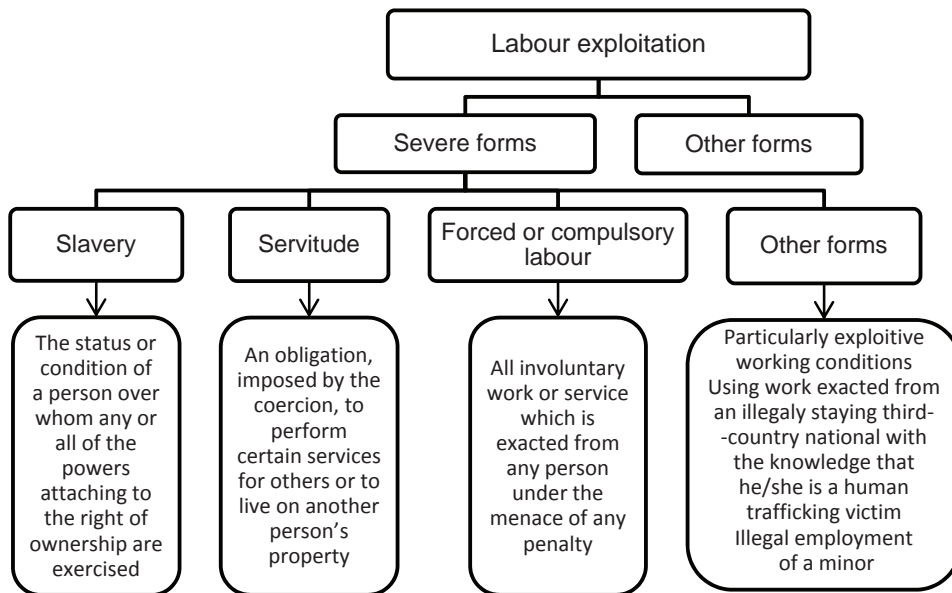 Labour exploitation
Severe forms
Other forms
Slavery
Servitude
Forced or compulsory
labour
Other forms
The status or
condition of
a person over
whom any or
all of the
powers
attaching to
the right of
ownership are
exercised
An obligation,
imposed by the
coercion, to
perform
certain services
for others or to
live on another
person's
property
All involuntary
work or service
which is
exacted from
any person
under the
menace of any
penalty
Particularly exploitive
working conditions
Using work exacted from
an illegaly staying third-
-country national with
the knowledge that
he/she is a human
trafficking victim
Illegal employment
of a minor